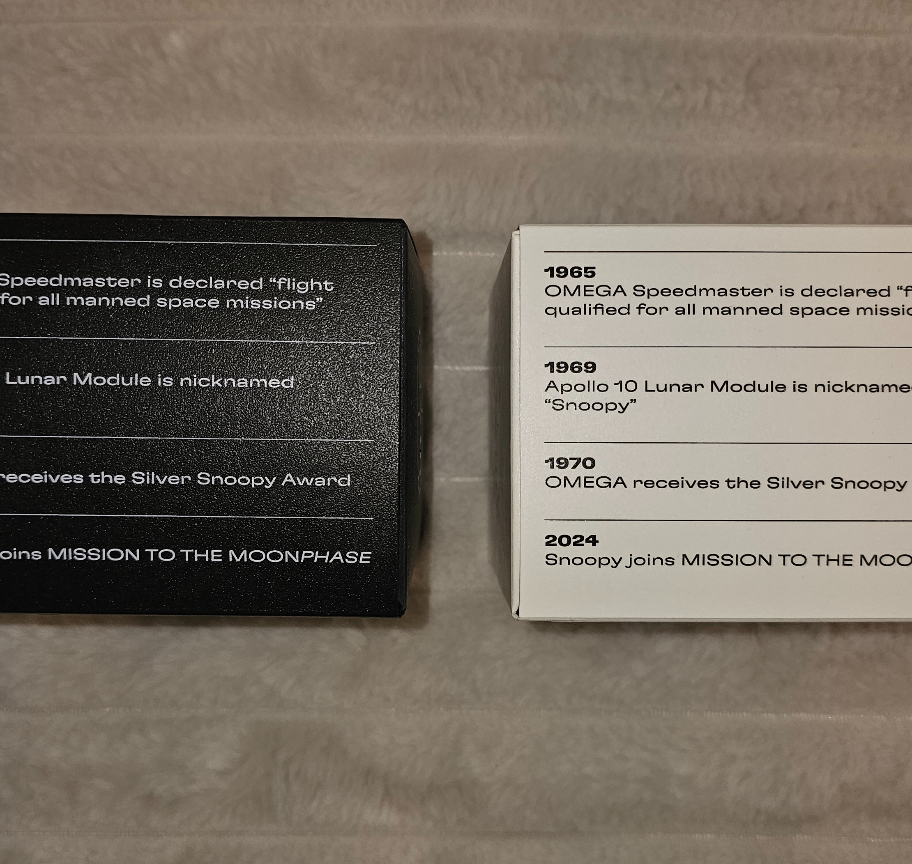 Speedmaster is declared “flight
for all manned space missions”
Lunar Module is nicknamed
receives the Silver Snoopy Award
joins MISSION TO THE MOONPHASE
1965
OMEGA Speedmaster is declared “f
qualified for all manned space missio
1969
Apollo 10 Lunar Module is nickname
“Snoopy”
1970
OMEGA receives the Silver Snoopy
2024
Snoopy joins MISSION TO THE MOO